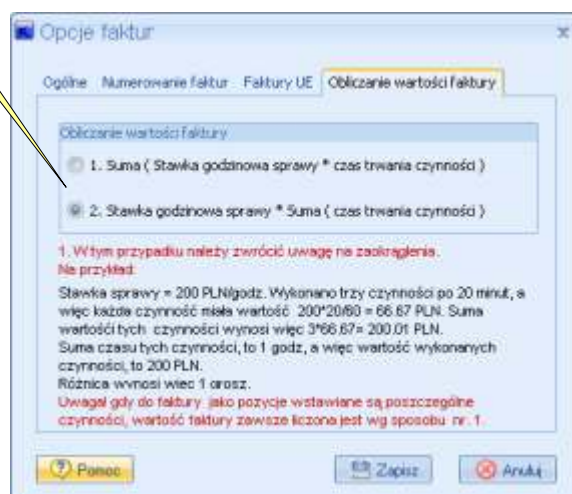 Opcje faktur
Ogólne Numerowanie faktur Faktury UE Obliczanie wartości faktury
Obliczanie wartości faktury
1. Suma ( Stawka godzinowa sprawy * czas trwania czynności )
2. Stawka godzinowa sprawy * Suma ( czas trwania czynności )
1. W tym przypadku należy zwrócić uwagę na zaokrąglenia.
Na przykład:
Stawka sprawy = 200 PLN/godz. Wykonano trzy czynności po 20 minut, a
więc każda czynność miała wartość 200*20/60 = 66.67 PLN. Suma
wartośći tych czynności wynosi więc 3*66.67= 200.01 PLN.
Suma czasu tych czynności, to 1 godz, a więc wartość wykonanych
czynności, to 200 PLN.
Różnica wynosi wiec 1 grosz.
Uwaga! gdy do faktury jako pozycje wstawiane są poszczególne
czynności, wartość faktury zawsze liczona jest wg sposobu nr. 1.
Pomoc Zapisz Anuluj